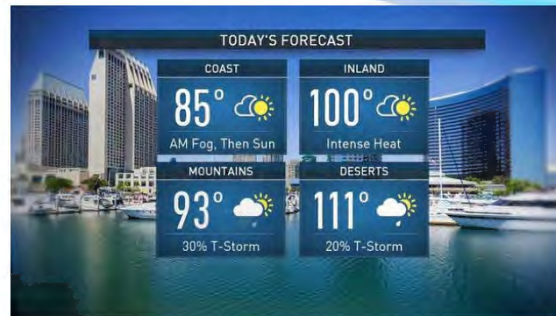 TODAY'S FORECAST
COAST
85°
AM Fog, Then Sun
INLAND
100°
Intense Heat
MOUNTAINS
93°
30% T-Storm
DESERTS
111°
20% T-Storm